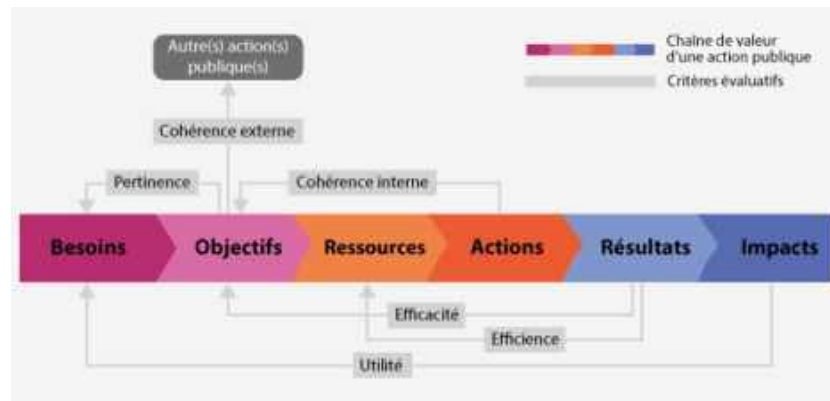 Autre(s) action(s)
publique(s)
Chaîne de valeur
d'une action publique
Critères évaluatifs
Cohérence externe
Pertinence
Cohérence interne
Besoins
Objectifs
Ressources
Actions
Résultats
Impacts
Efficacité
Efficience
Utilité